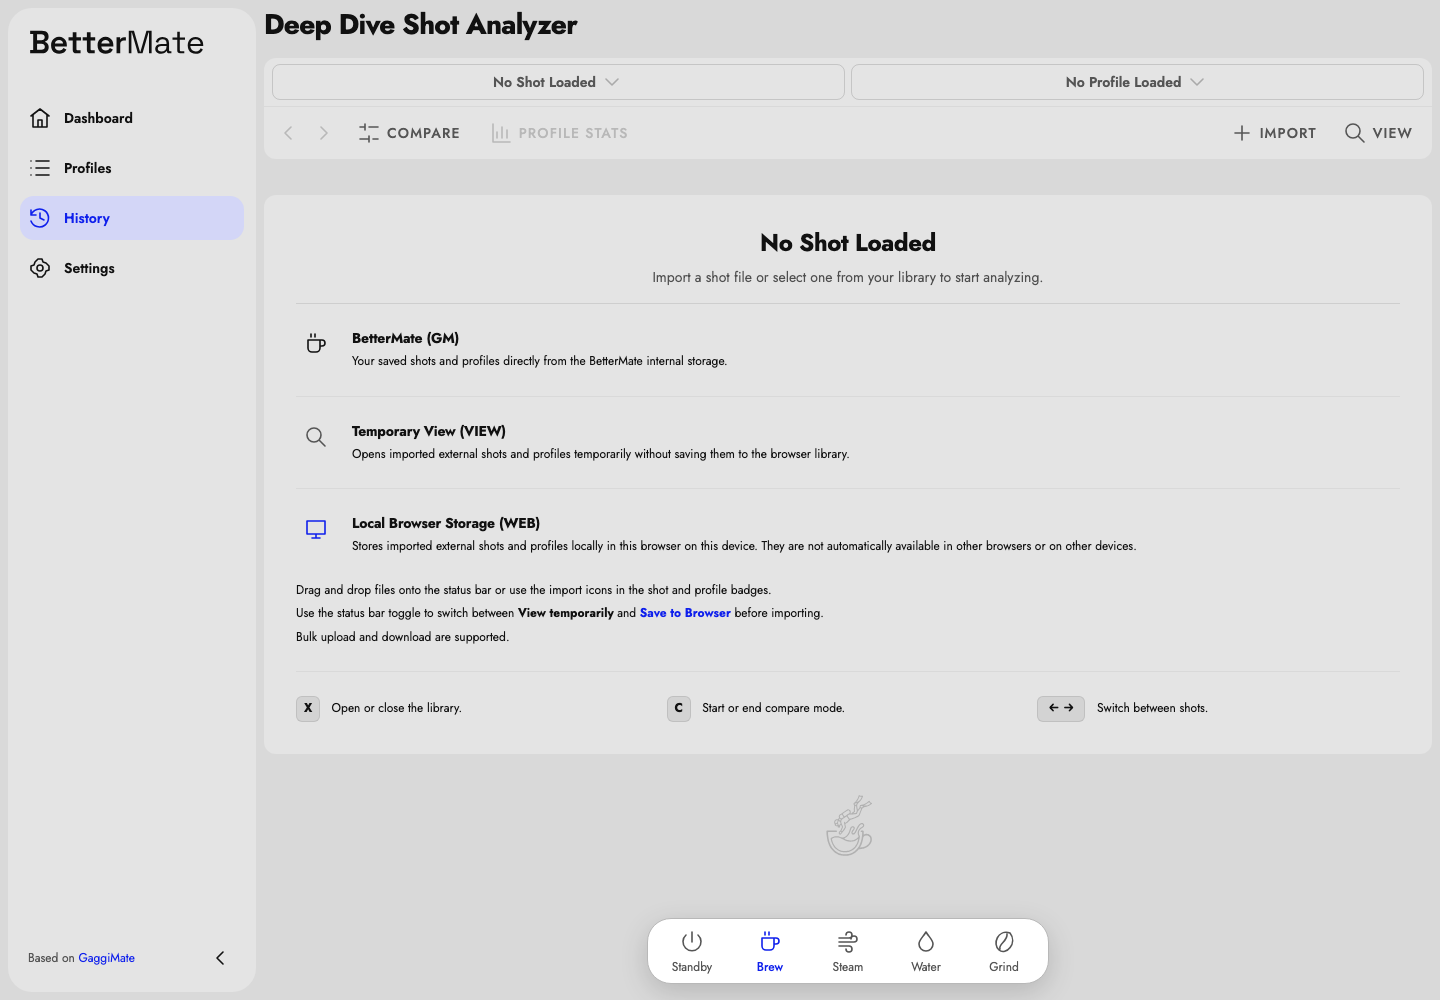 BetterMate
Dashboard
Profiles
History
Settings
Based on GaggiMate
Deep Dive Shot Analyzer
No Shot Loaded
No Profile Loaded
COMPARE
PROFILE STATS
IMPORT
VIEW
No Shot Loaded
Import a shot file or select one from your library to start analyzing.
BetterMate (GM)
Your saved shots and profiles directly from the BetterMate internal storage.
Temporary View (VIEW)
Opens imported external shots and profiles temporarily without saving them to the browser library.
Local Browser Storage (WEB)
Stores imported external shots and profiles locally in this browser on this device. They are not automatically available in other browsers or on other devices.
Drag and drop files onto the status bar or use the import icons in the shot and profile badges.
Use the status bar toggle to switch between View temporarily and Save to Browser before importing.
Bulk upload and download are supported.
X Open or close the library.
C Start or end compare mode.
← → Switch between shots.
Standby
Brew
Steam
Water
Grind